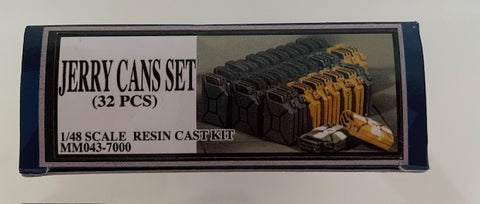 JERRY CANS SET
(32 PCS)
1/48 SCALE RESIN CAST KIT
MM043-7000